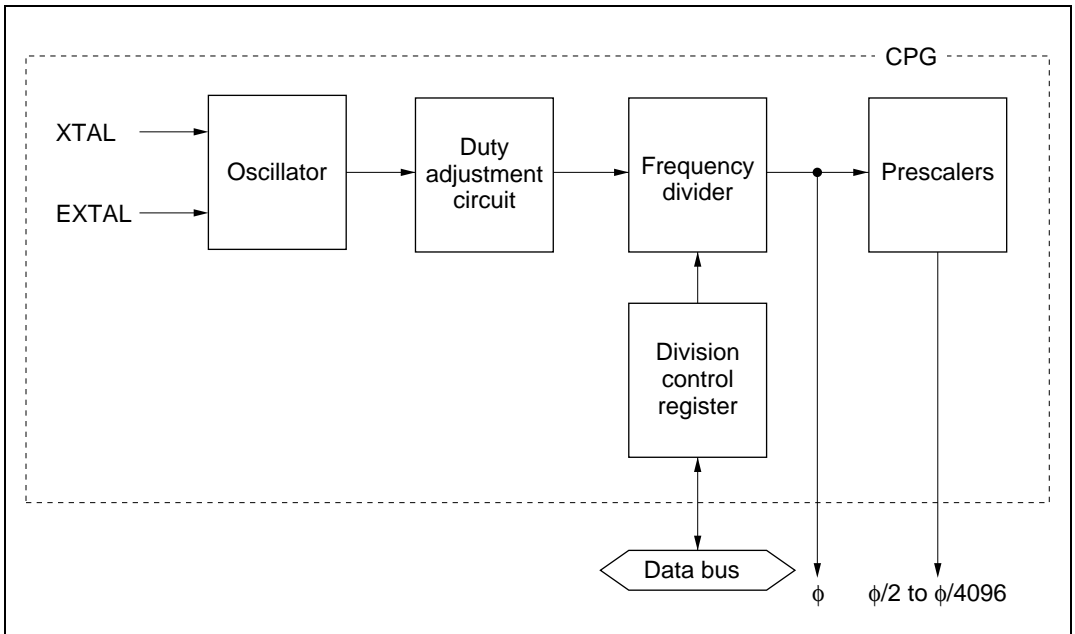 CPG
XTAL
EXTAL
Oscillator
Duty
adjustment
circuit
Frequency
divider
Prescalers
Division
control
register
Data bus
ϕ
ϕ/2 to ϕ/4096